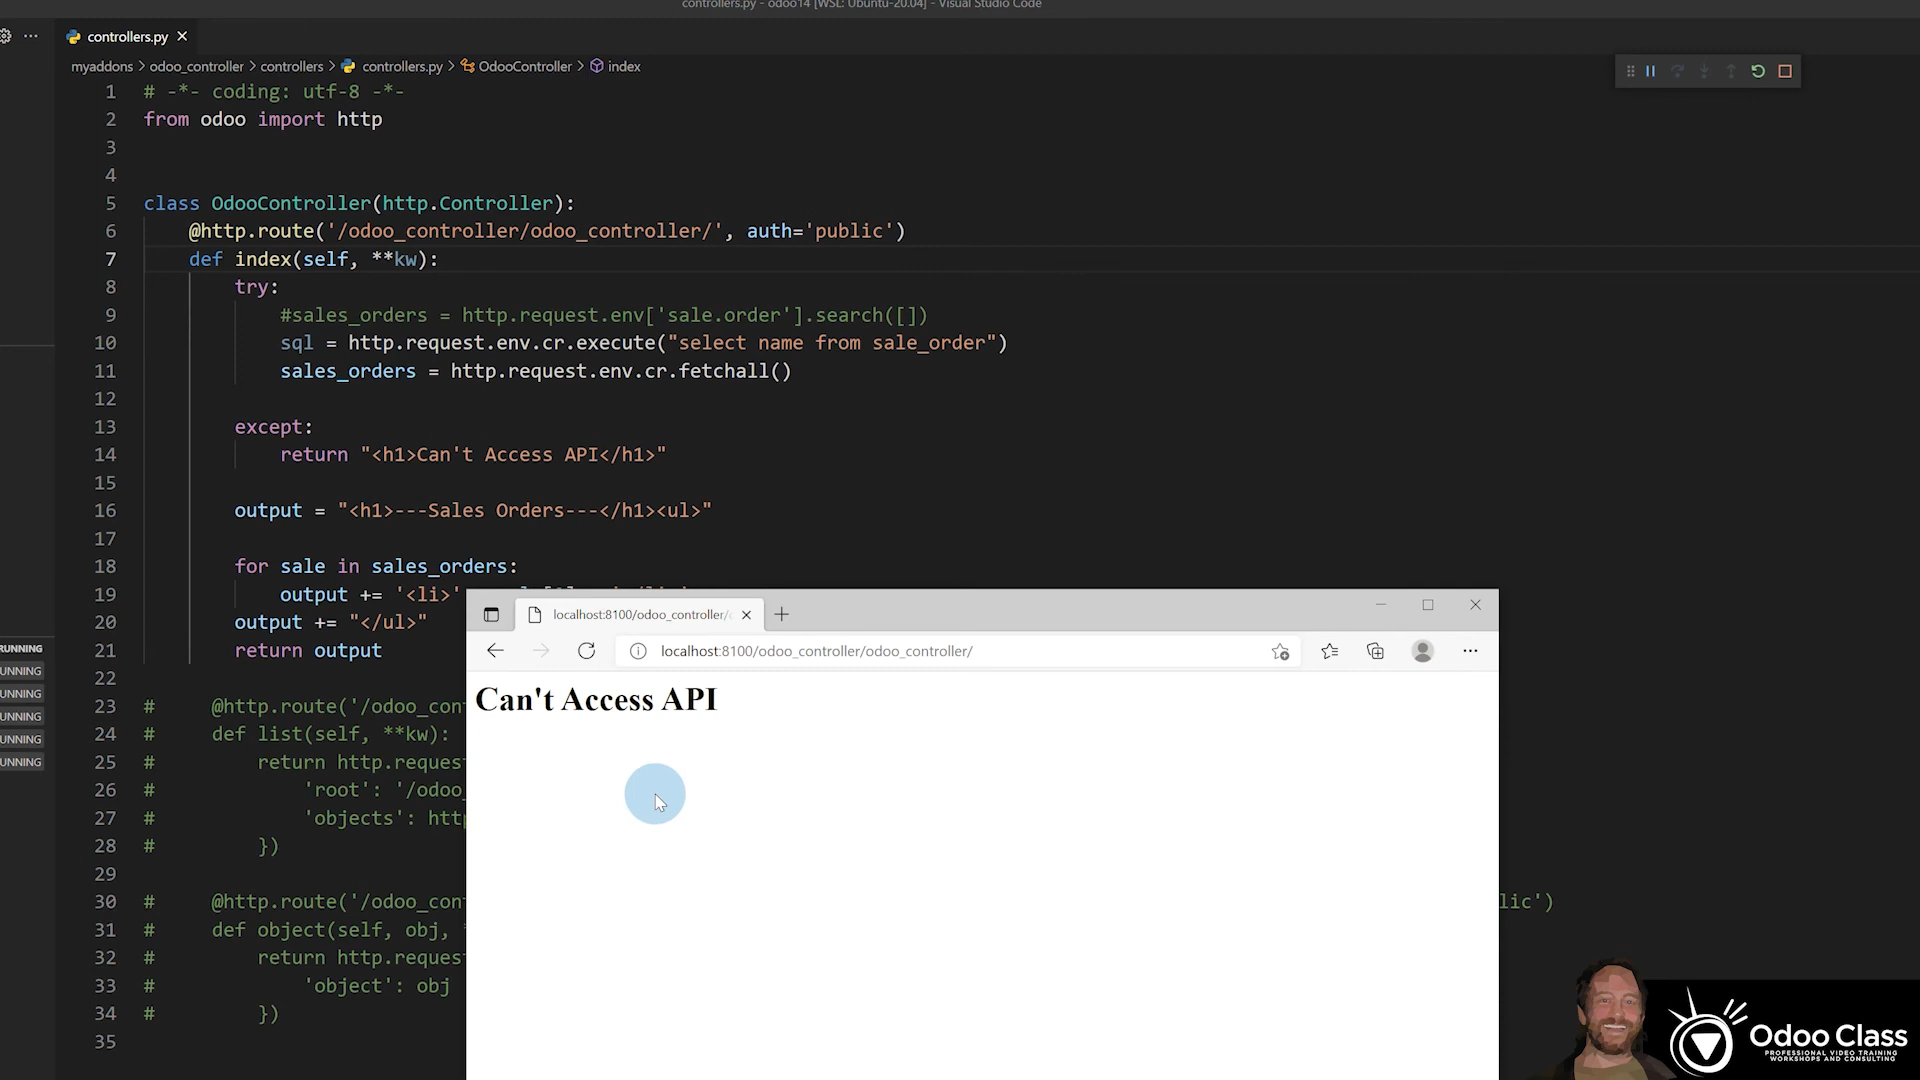 controllers.py - odoo14 [WSL: Ubuntu-20.04] - Visual Studio Code
controllers.py
myaddons > odoo_controller > controllers > controllers.py > OdooController > index
1 # -*- coding: utf-8 -*-
2 from odoo import http
3
4
5 class OdooController(http.Controller):
6 @http.route('/odoo_controller/odoo_controller/', auth='public')
7 def index(self, **kw):
8 try:
9 #sales_orders = http.request.env['sale.order'].search([])
10 sql = http.request.env.cr.execute("select name from sale_order")
11 sales_orders = http.request.env.cr.fetchall()
12
13 except:
14 return "<h1>Can't Access API</h1>"
15
16 output = "<h1>---Sales Orders---</h1><ul>"
17
18 for sale in sales_orders:
19 output += '<li>'
20 output += "</ul>"
21 return output
22
23 # @http.route('/odoo_con
24 # def list(self, **kw):
25 # return http.reques
26 # 'root': '/odoo_
27 # 'objects': http
28 # })
29
30 # @http.route('/odoo_con lic')
31 # def object(self, obj,
32 # return http.reques
33 # 'object': obj
34 # })
35
RUNNING
UNNING
UNNING
UNNING
UNNING
UNNING
localhost:8100/odoo_controller/
localhost:8100/odoo_controller/odoo_controller/
Can't Access API
Odoo Class
PROFESSIONAL VIDEO TRAINING
WORKSHOPS AND CONSULTING